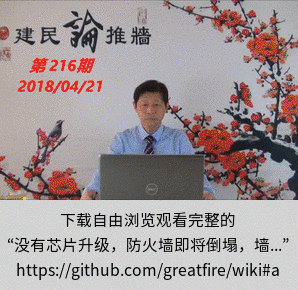 建民論推牆
第 216期
2018/04/21
DELL
下载自由浏览观看完整的
“没有芯片升级，防火墙即将倒塌，墙...”
https://github.com/greatfire/wiki#a